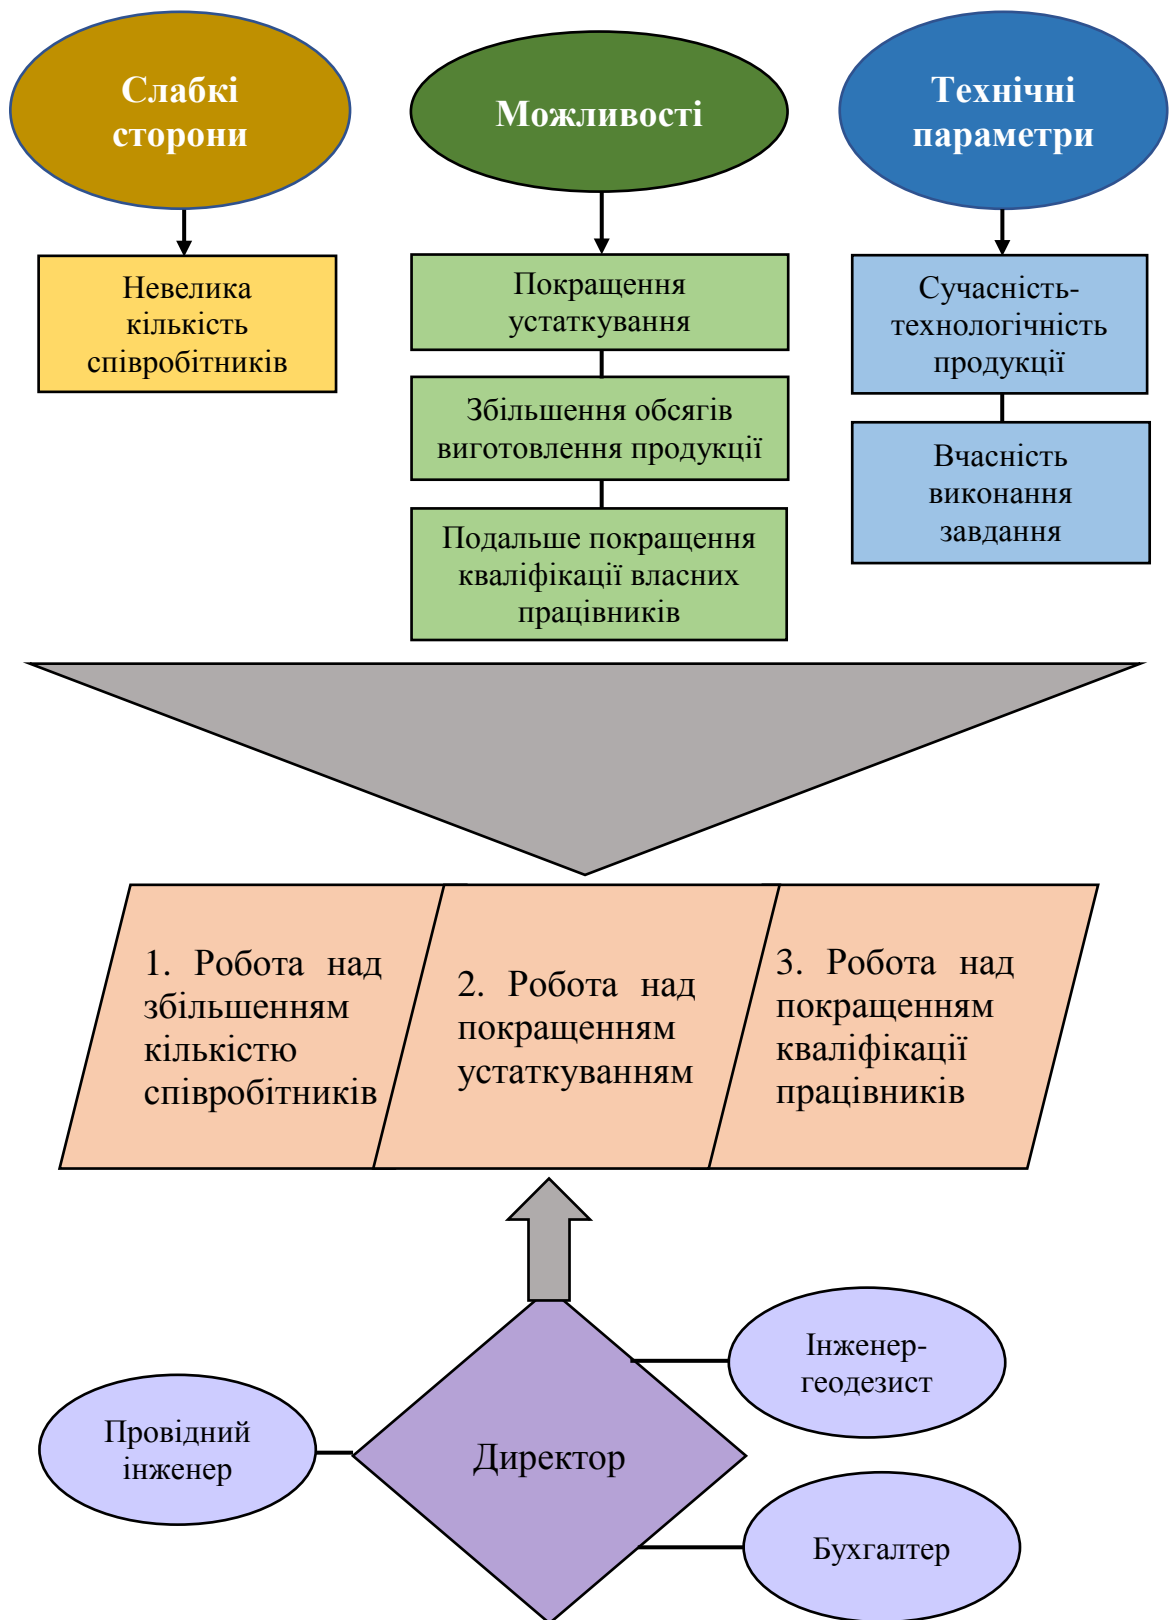 Слабкі
сторони
Можливості
Технічні
параметри
Невелика
кількість
співробітників
Покращення
устаткування
Збільшення обсягів
виготовлення продукції
Подальше покращення
кваліфікації власних
працівників
Сучасність-
технологічність
продукції
Вчасність
виконання
завдання
1. Робота над
збільшенням
кількістю
співробітників
2. Робота над
покращенням
устаткуванням
3. Робота над
покращенням
кваліфікації
працівників
Інженер-
геодезист
Провідний
інженер
Директор
Бухгалтер